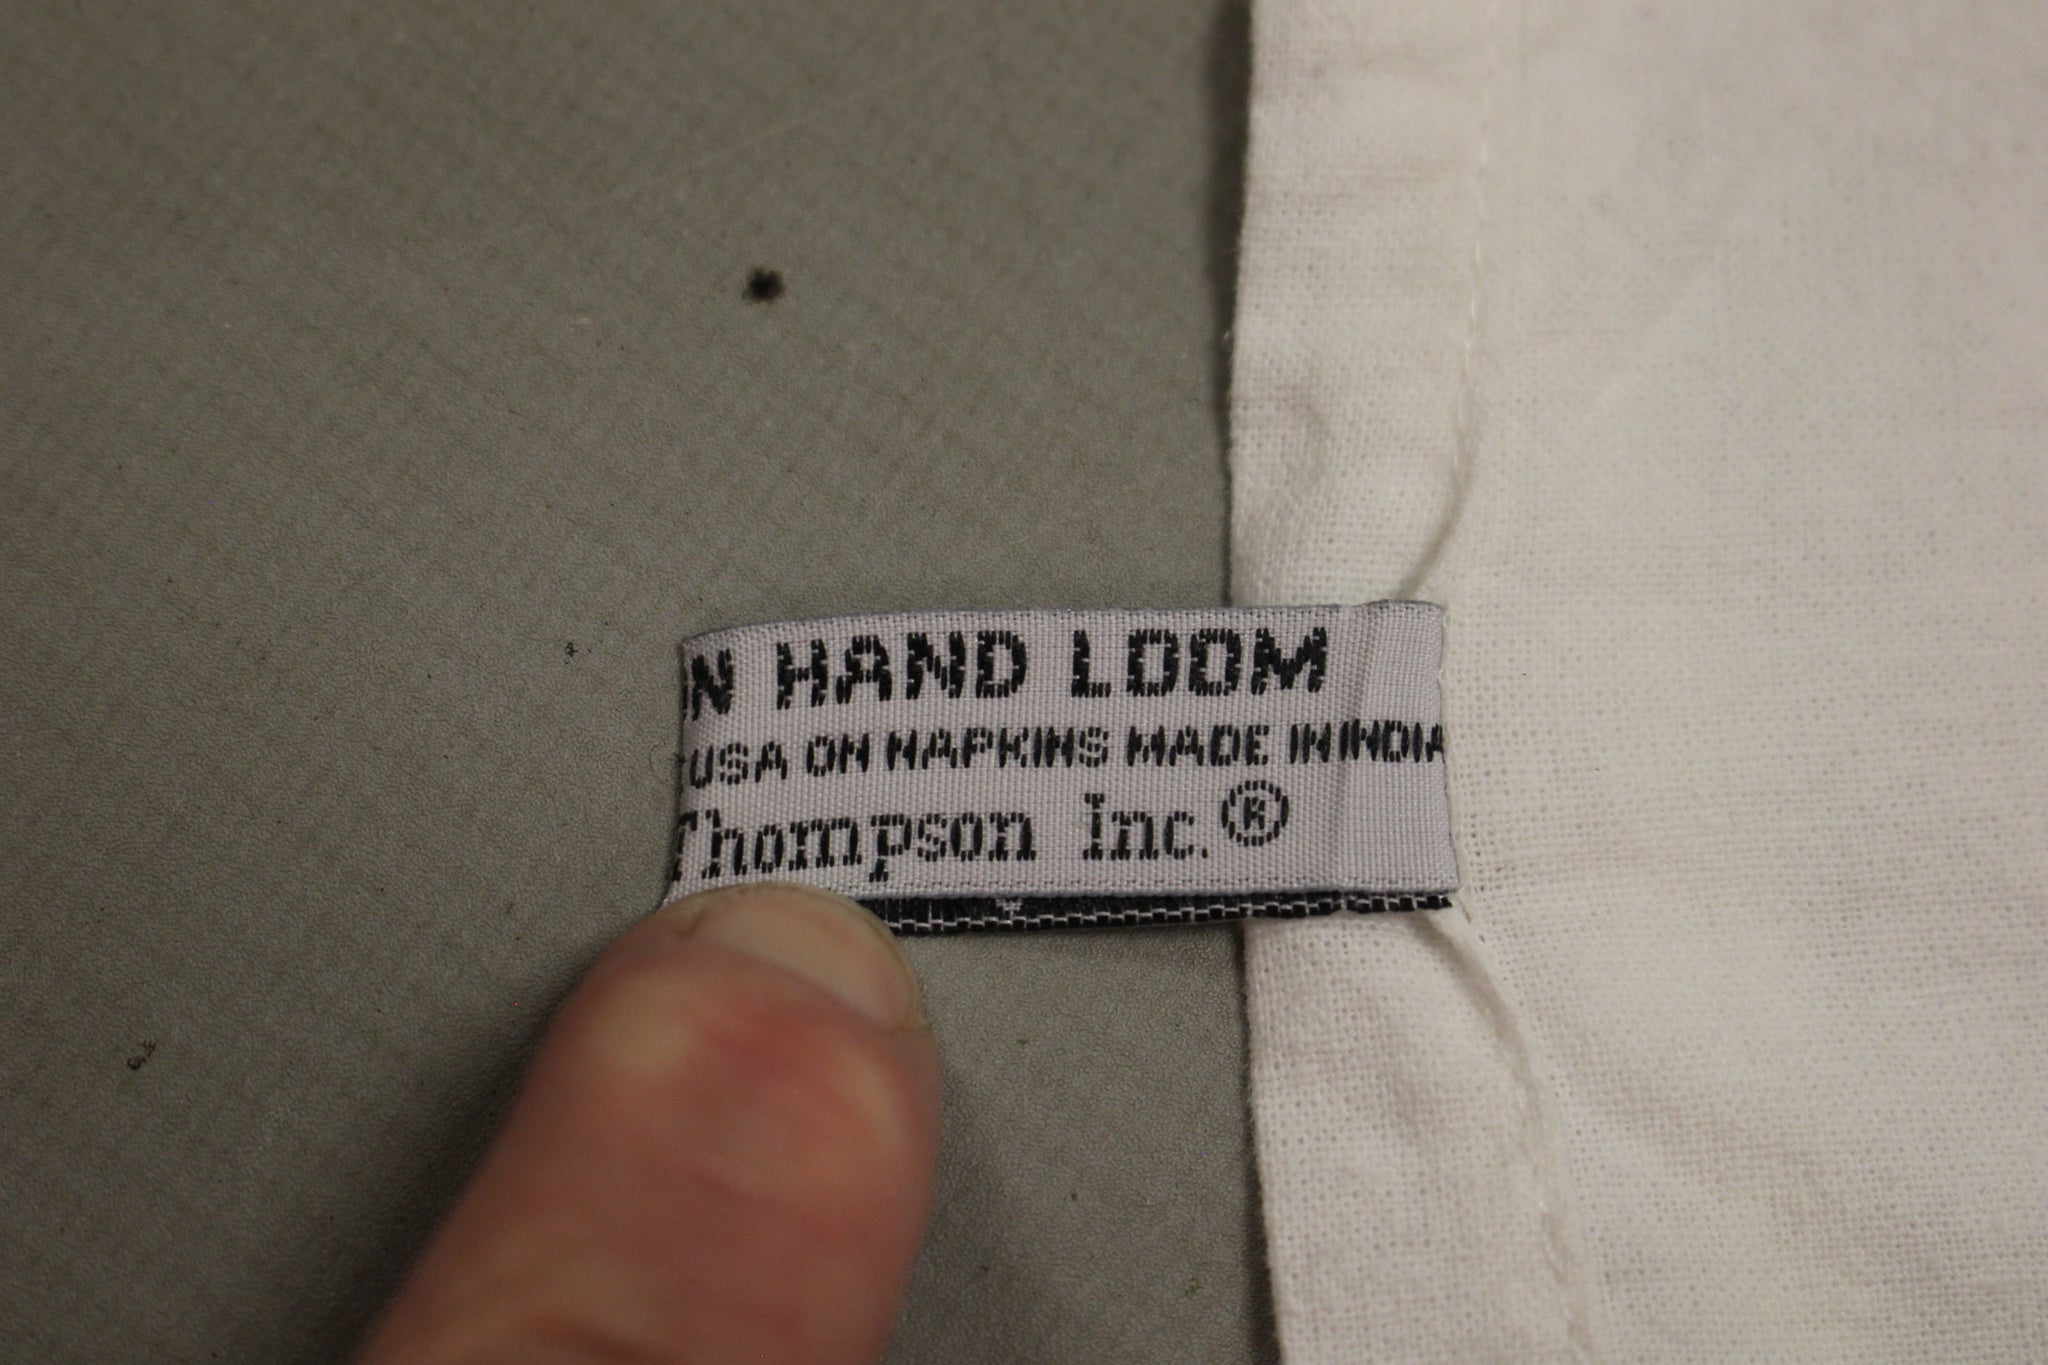 N HAND LOOM
USA ON NAPKINS MADE IN INDIA
Thompson Inc.®